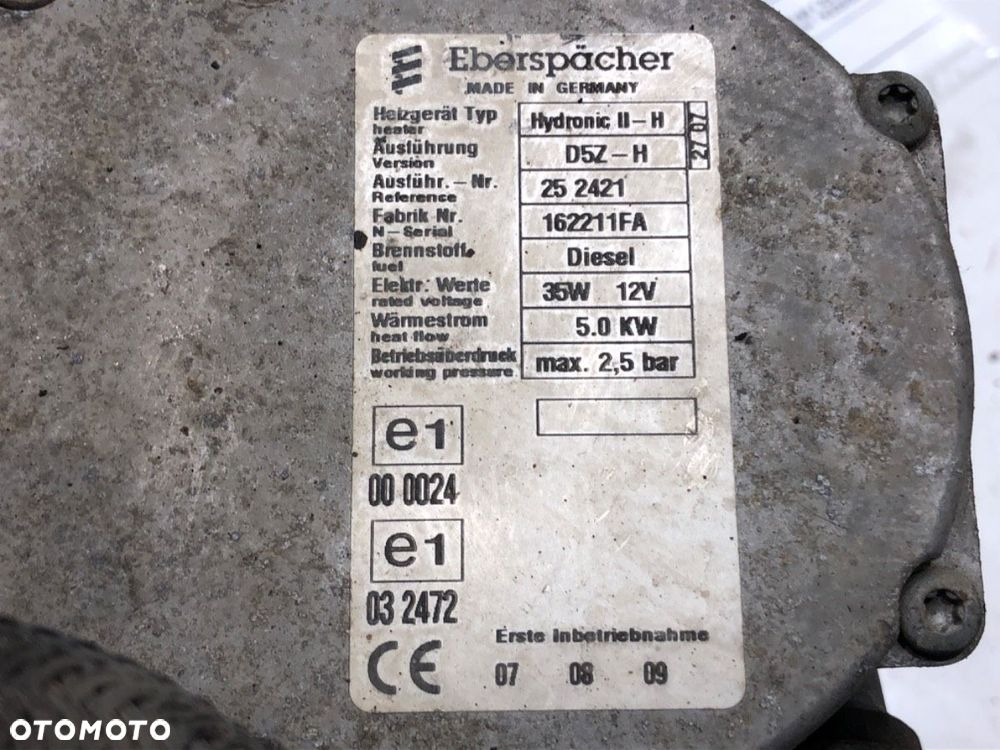 Eberspächer
MADE IN GERMANY
Heizgerät Typ Hydronic II-H 27 07
heater
Ausführung D5Z-H
Version
Ausführ.-Nr. 25 2421
Reference
Fabrik Nr. 162211FA
N-Serial
Brennstoff Diesel
fuel
Elektr. Werte 35W 12V
rated voltage
Wärmestrom 5.0 KW
heat flow
Betriebsüberdruck max. 2,5 bar
working pressure
e1
00 0024
e1
03 2472
Erste Inbetriebnahme
CE 07 08 09
OTOMOTO